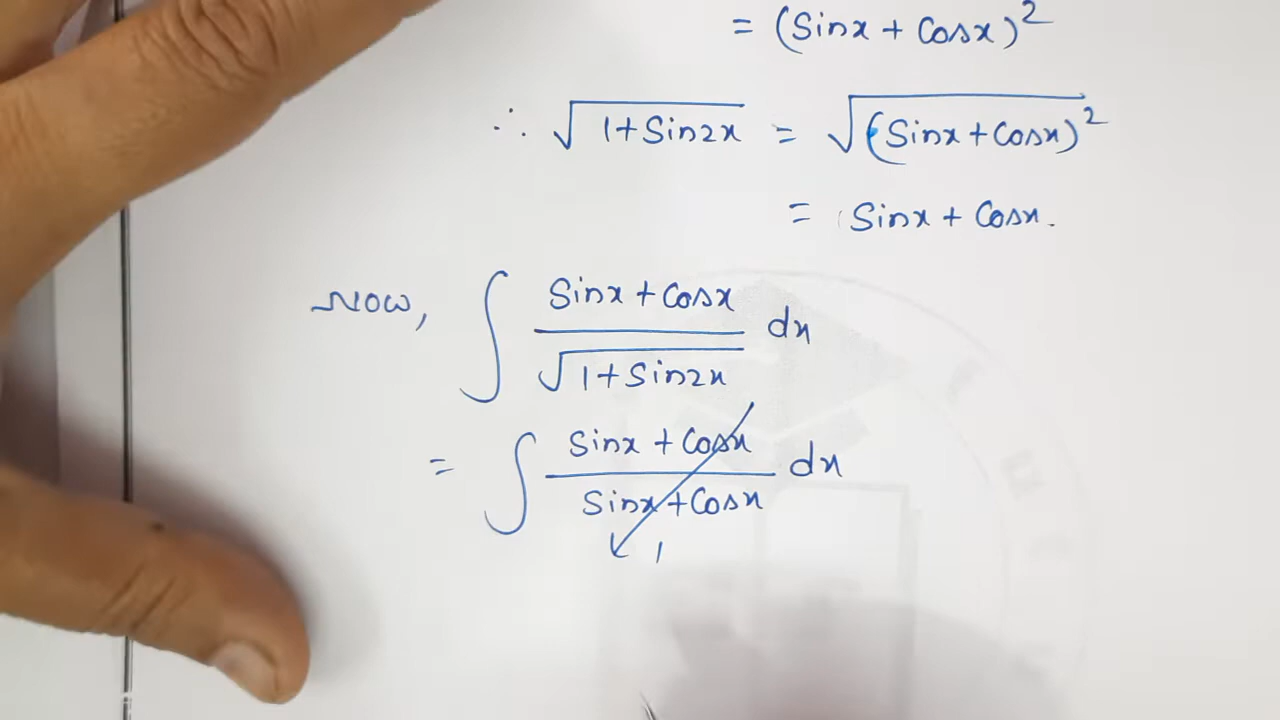 = (Sinx + Cosx)²
∴ √1+Sin2x = √(Sinx+Cosx)²
= Sinx + Cosx.
Now, ∫ Sinx + Cosx / √1+Sin2x dx
= ∫ Sinx + Cosx / Sinx + Cosx dx
1